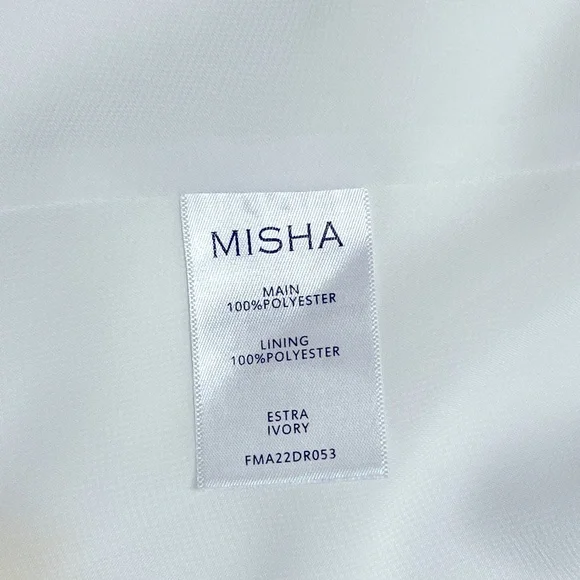 MISHA
MAIN
100%POLYESTER
LINING
100%POLYESTER
ESTRA
IVORY
FMA22DR053